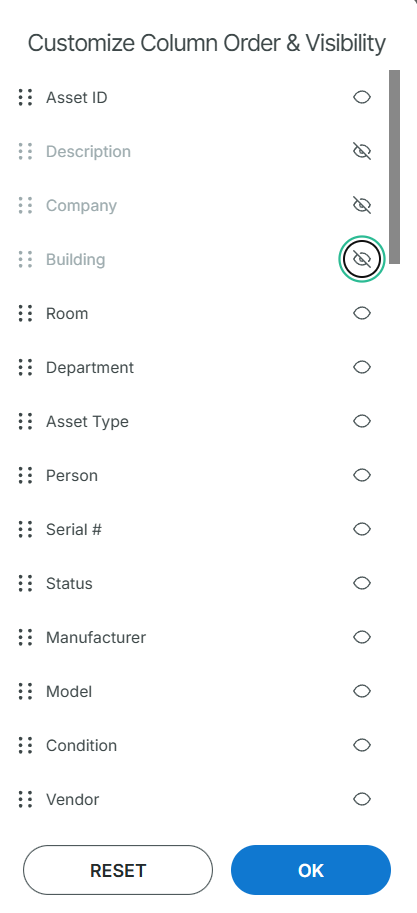 Customize Column Order & Visibility
Asset ID
Description
Company
Building
Room
Department
Asset Type
Person
Serial #
Status
Manufacturer
Model
Condition
Vendor
RESET
OK